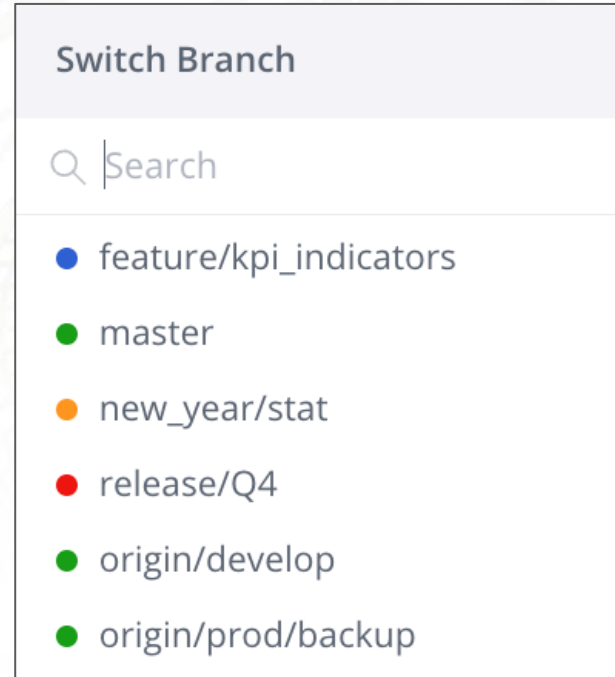 Switch Branch
Search
feature/kpi_indicators
master
new_year/stat
release/Q4
origin/develop
origin/prod/backup